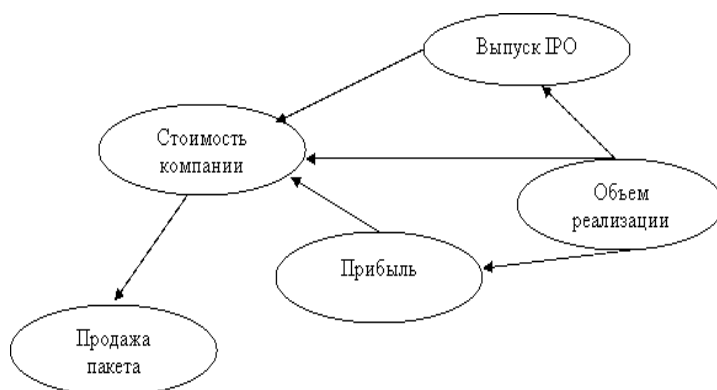 Выпуск IPO
Стоимость
компании
Объем
реализации
Прибыль
Продажа
пакета